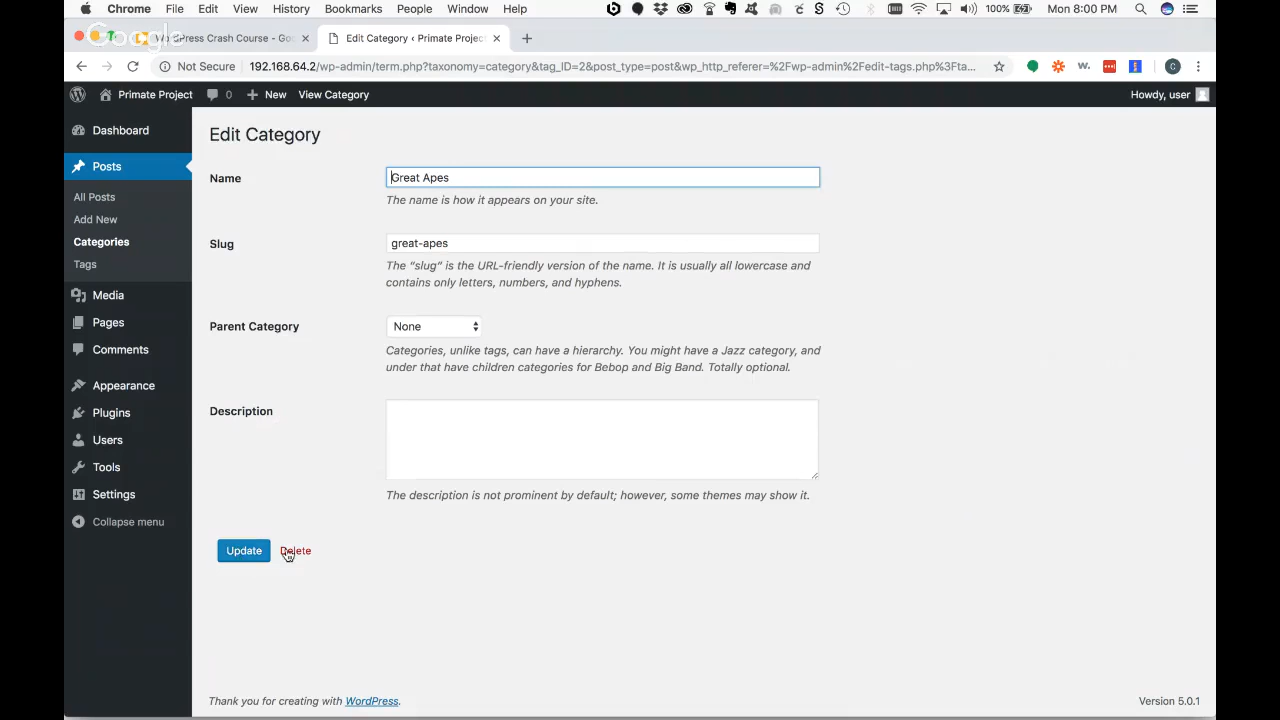 Chrome File Edit View History Bookmarks People Window Help 100% Mon 8:00 PM
Google
WordPress Crash Course - Go
Edit Category ‹ Primate Project
Not Secure 192.168.64.2/wp-admin/term.php?taxonomy=category&tag_ID=2&post_type=post&wp_http_referer=%2Fwp-admin%2Fedit-tags.php%3Fta...
Primate Project 0 New View Category Howdy, user
Dashboard
Posts
All Posts
Add New
Categories
Tags
Media
Pages
Comments
Appearance
Plugins
Users
Tools
Settings
Collapse menu
Edit Category
Name Great Apes
The name is how it appears on your site.
Slug great-apes
The “slug” is the URL-friendly version of the name. It is usually all lowercase and
contains only letters, numbers, and hyphens.
Parent Category None
Categories, unlike tags, can have a hierarchy. You might have a Jazz category, and
under that have children categories for Bebop and Big Band. Totally optional.
Description
The description is not prominent by default; however, some themes may show it.
Update Delete
Thank you for creating with WordPress. Version 5.0.1